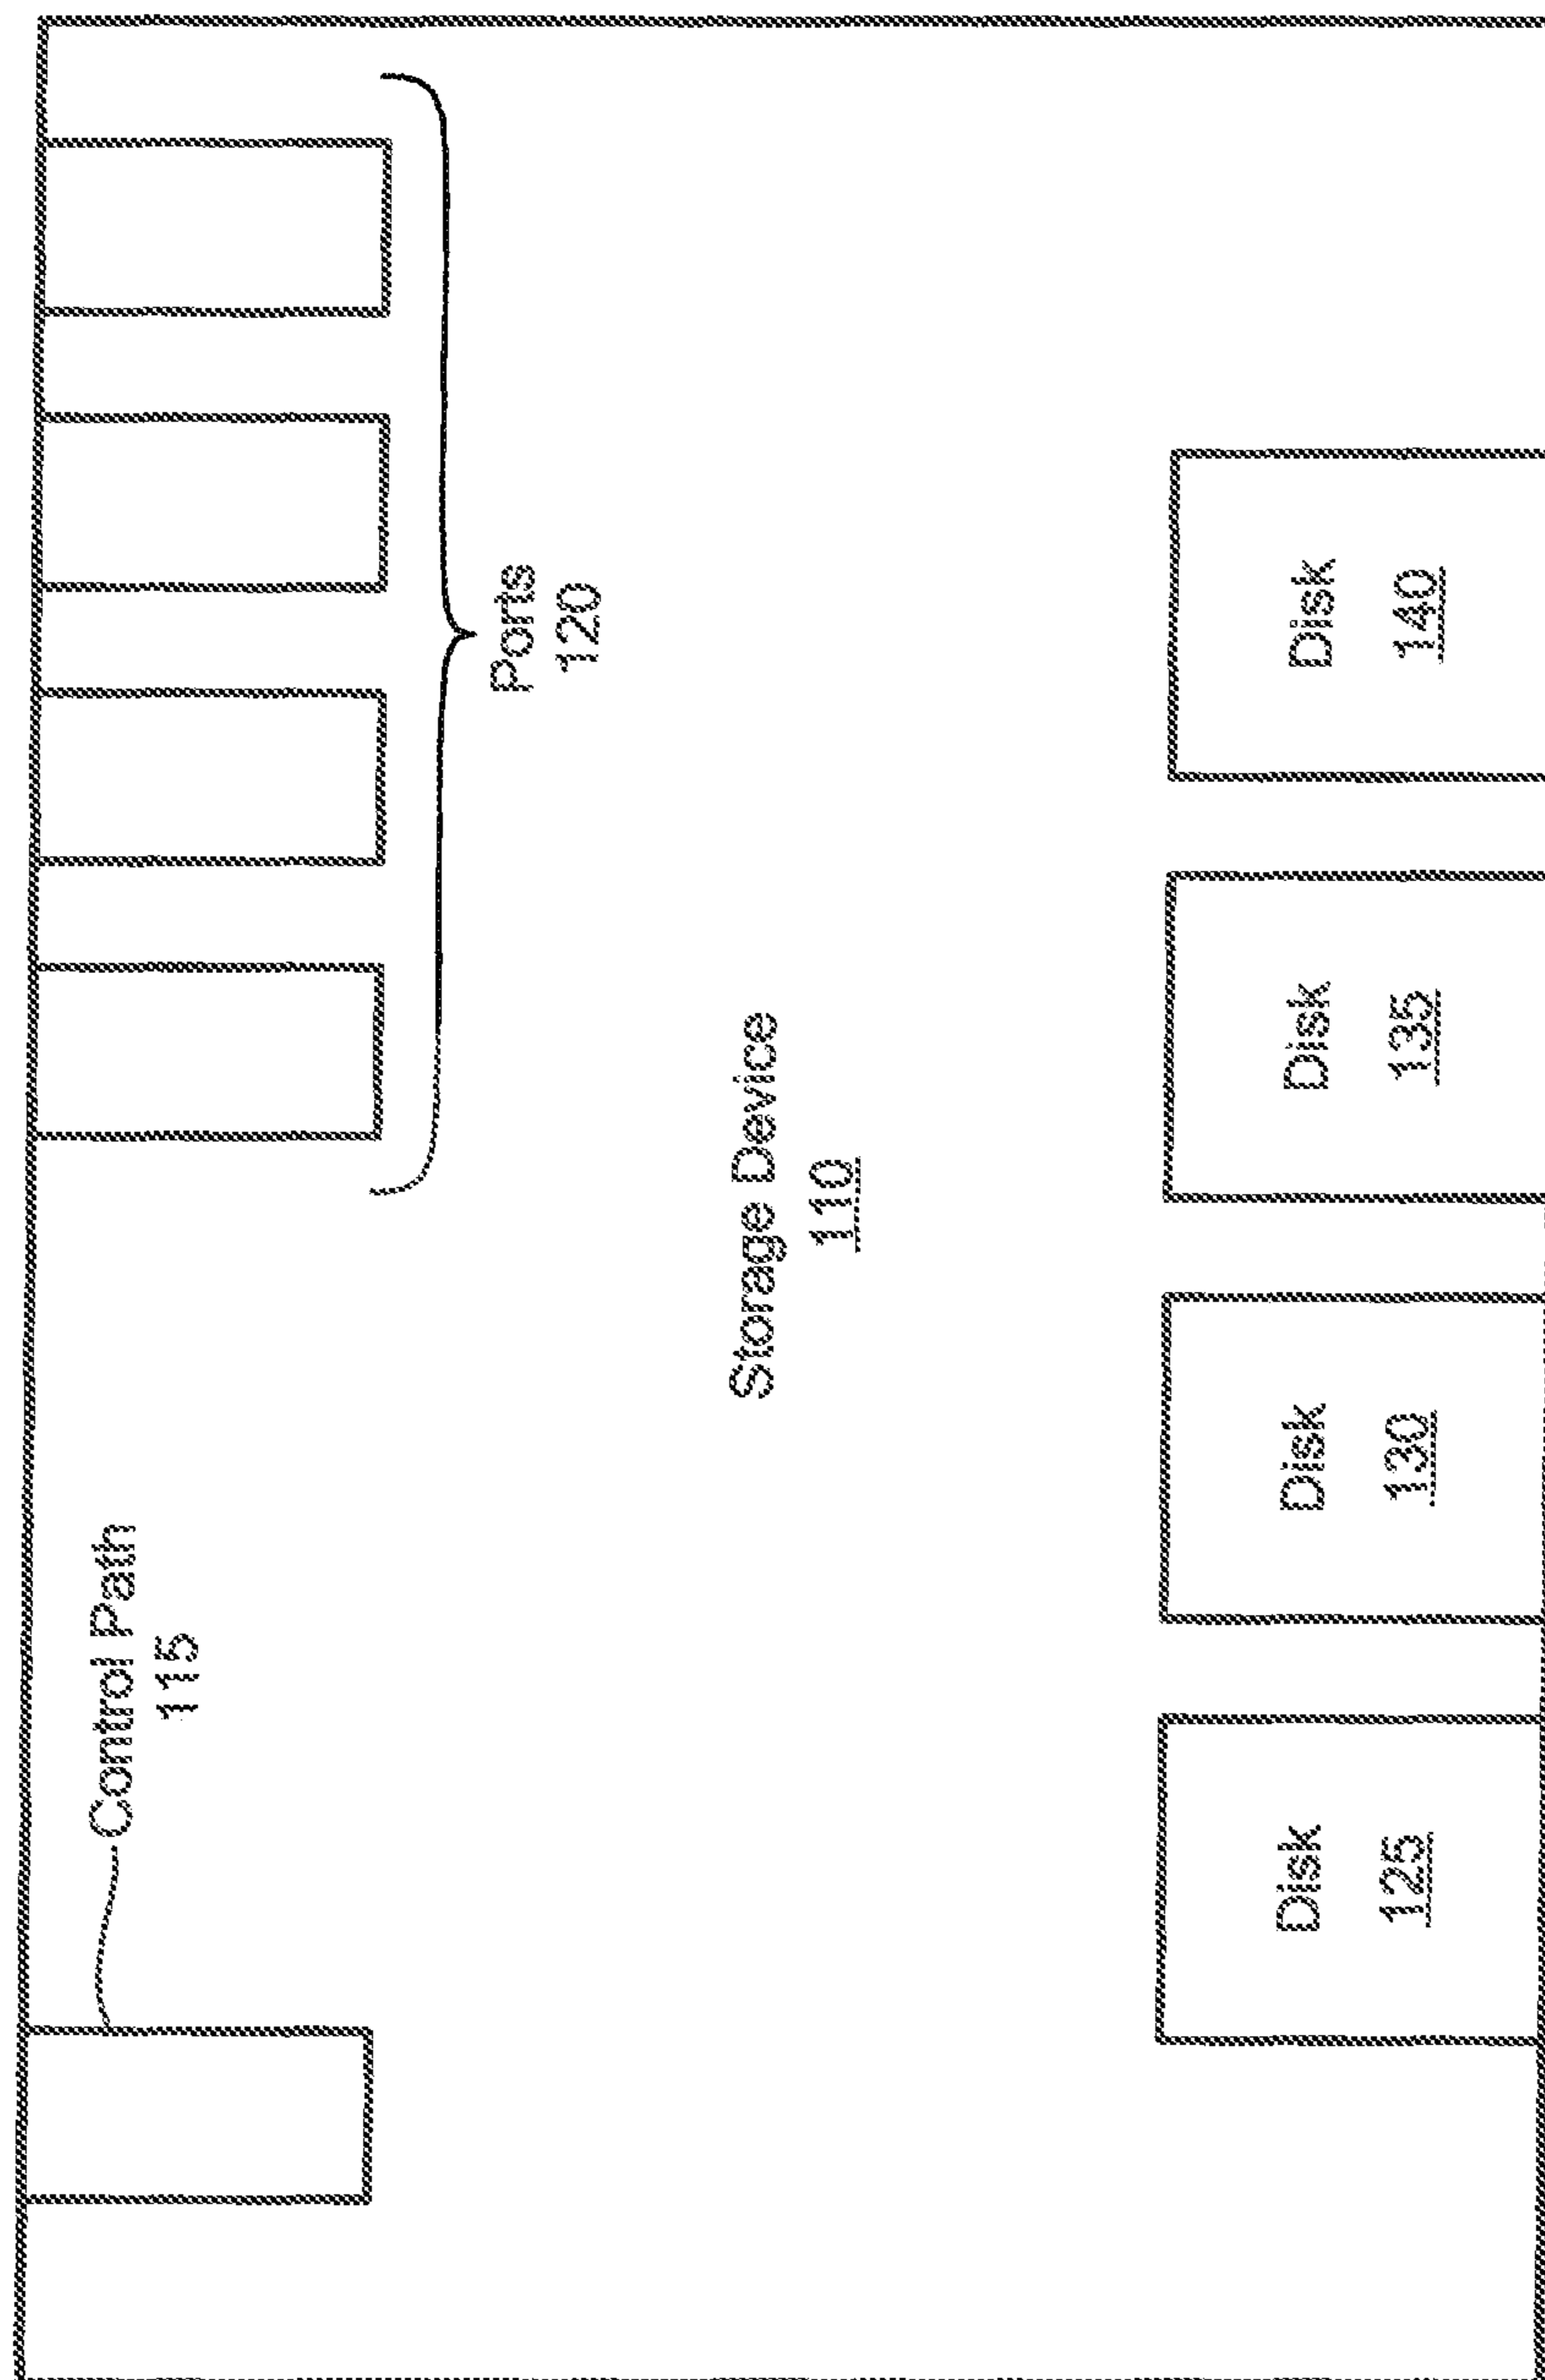 Control Path
115
Ports
120
Storage Device
110
Disk
125
Disk
130
Disk
135
Disk
140